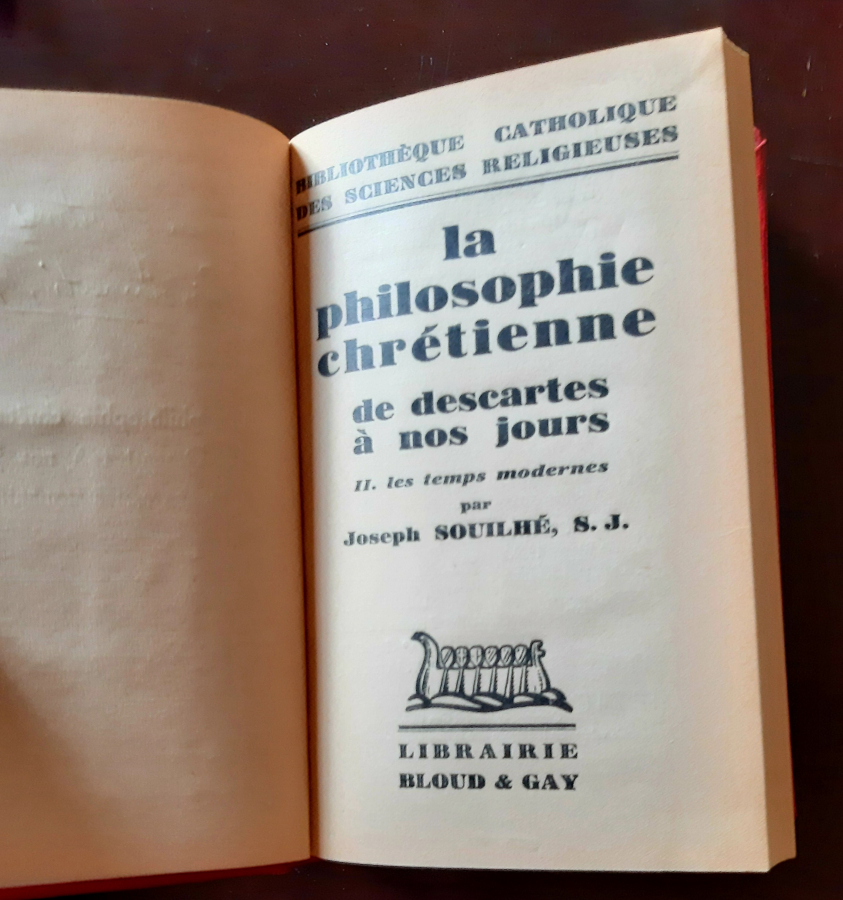 BIBLIOTHÈQUE CATHOLIQUE
DES SCIENCES RELIGIEUSES
la
philosophie
chrétienne
de descartes
à nos jours
II. les temps modernes
par
Joseph SOUILHÉ, S. J.
LIBRAIRIE
BLOUD & GAY